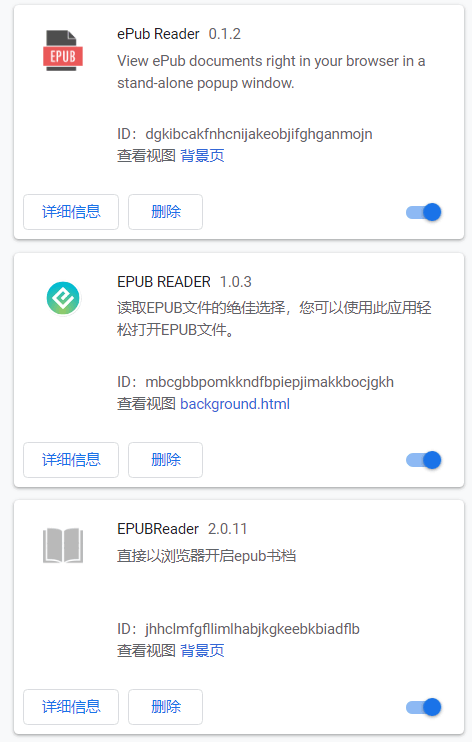 ePub Reader 0.1.2
View ePub documents right in your browser in a
stand-alone popup window.
EPUB
ID：dgkibcakfnhcnijakeobjifghganmojn
查看视图 背景页
详细信息 删除
EPUB READER 1.0.3
读取EPUB文件的绝佳选择，您可以使用此应用轻
松打开EPUB文件。
ID：mbcgbbpomkkndfbpiepjimakkbocjgkh
查看视图 background.html
详细信息 删除
EPUBReader 2.0.11
直接以浏览器开启epub书档
ID：jhhclmfgfllimlhabjkgkeebkbiadflb
查看视图 背景页
详细信息 删除